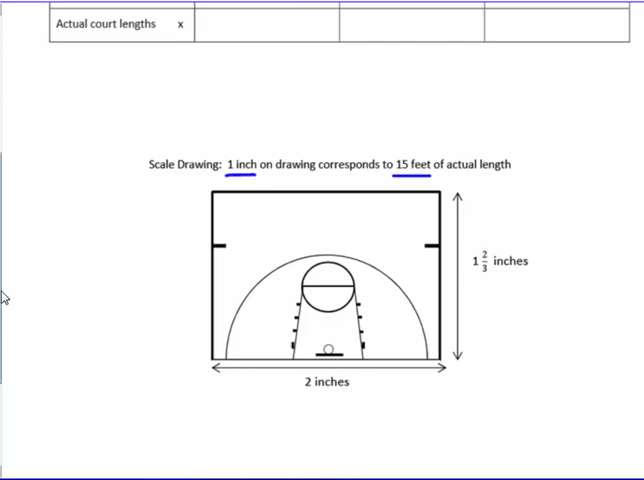 Actual court lengths x
Scale Drawing: 1 inch on drawing corresponds to 15 feet of actual length
1 2/3 inches
2 inches